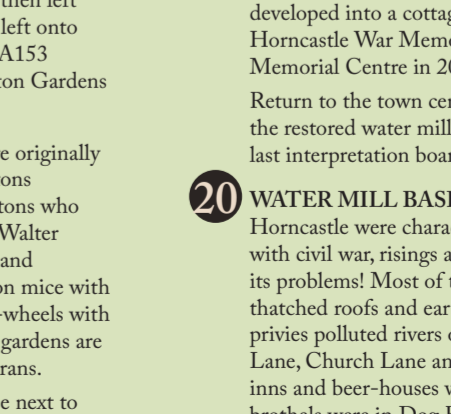 then left
left onto
A153
ton Gardens
e originally
ons
tons who
Walter
and
on mice with
-wheels with
gardens are
rans.
e next to
developed into a cottag
Horncastle War Memo
Memorial Centre in 20
Return to the town cen
the restored water mill
last interpretation boar
20 WATER MILL BASI
Horncastle were chara
with civil war, risings a
its problems! Most of t
thatched roofs and ear
privies polluted rivers o
Lane, Church Lane an
inns and beer-houses w